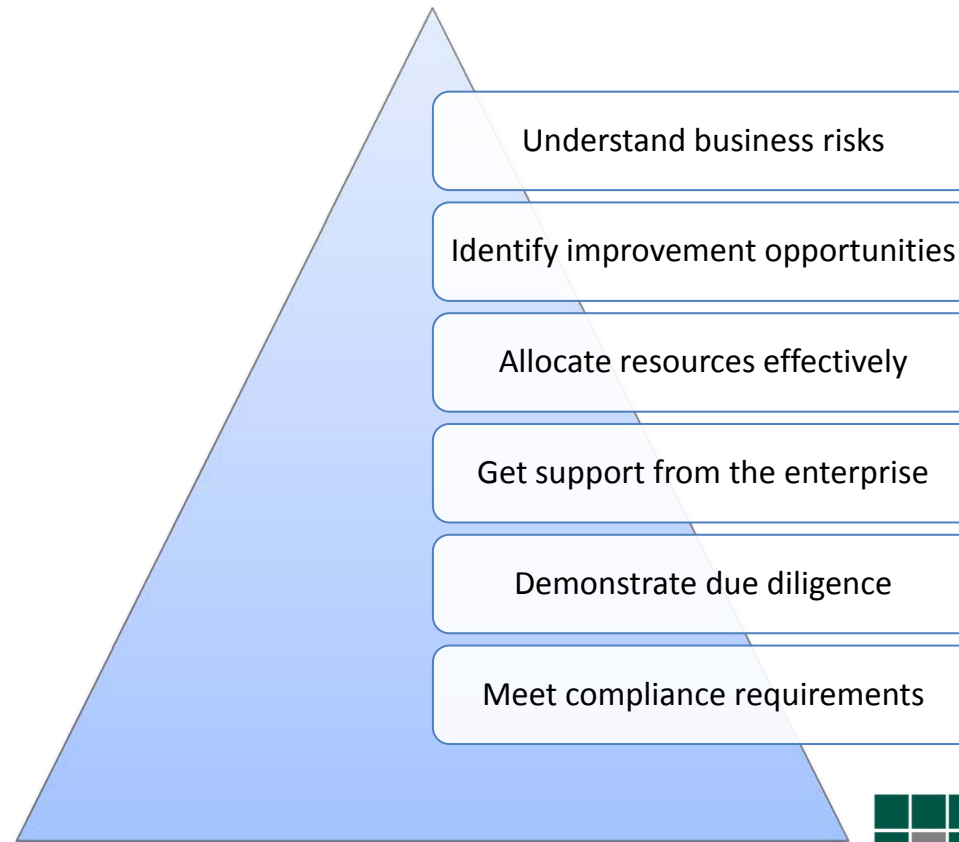 Understand business risks
Identify improvement opportunities
Allocate resources effectively
Get support from the enterprise
Demonstrate due diligence
Meet compliance requirements